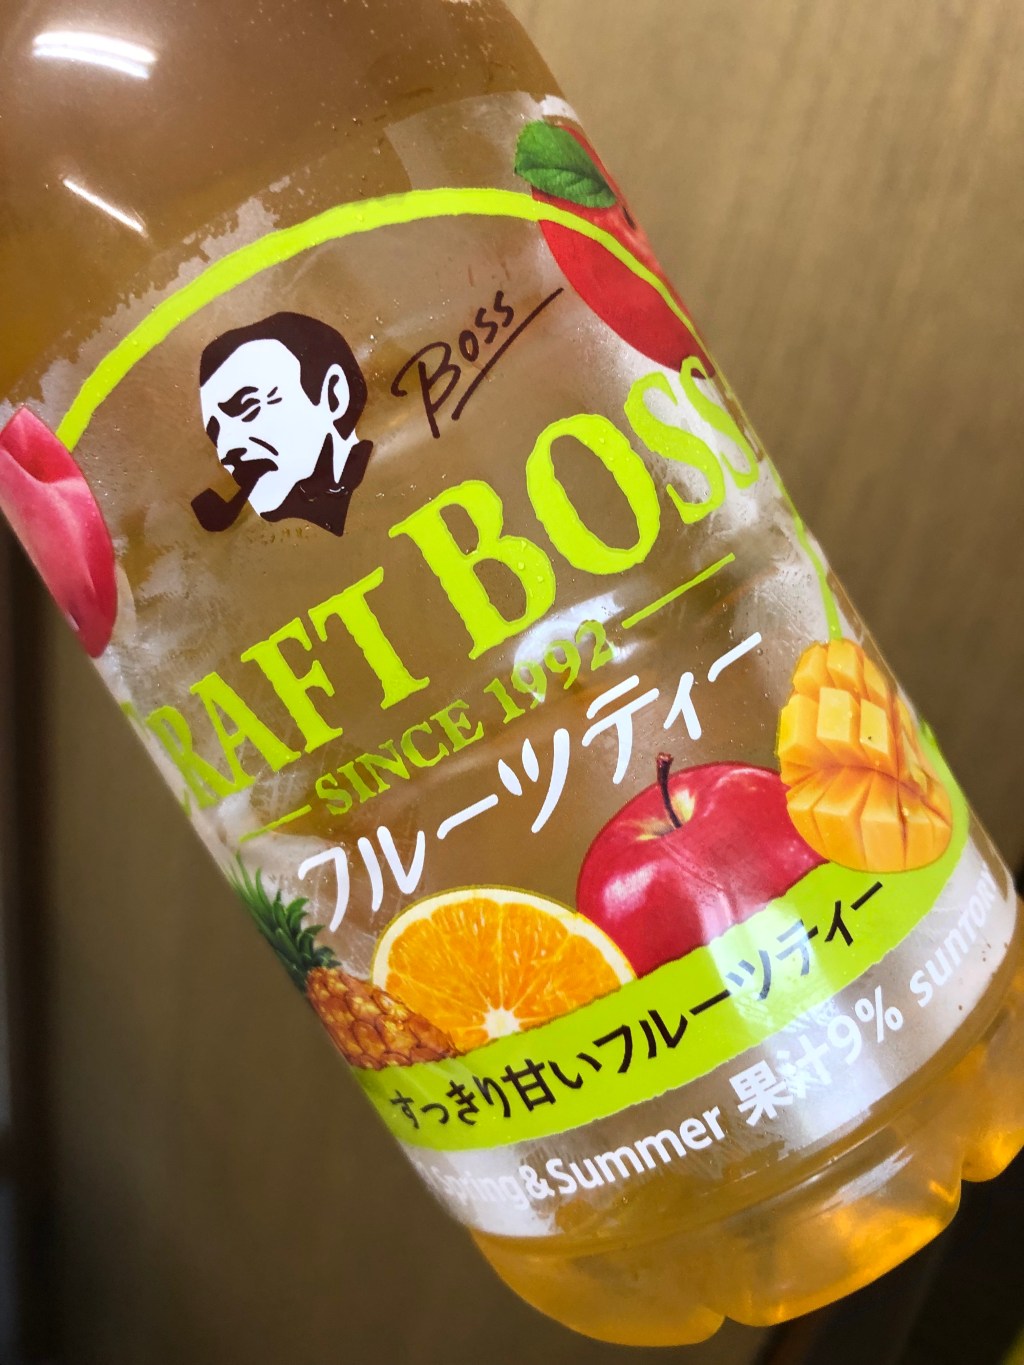 Boss
CRAFT BOSS
SINCE 1992
フルーツティー
すっきり甘いフルーツティー
Spring&Summer 果汁9% SUNTORY